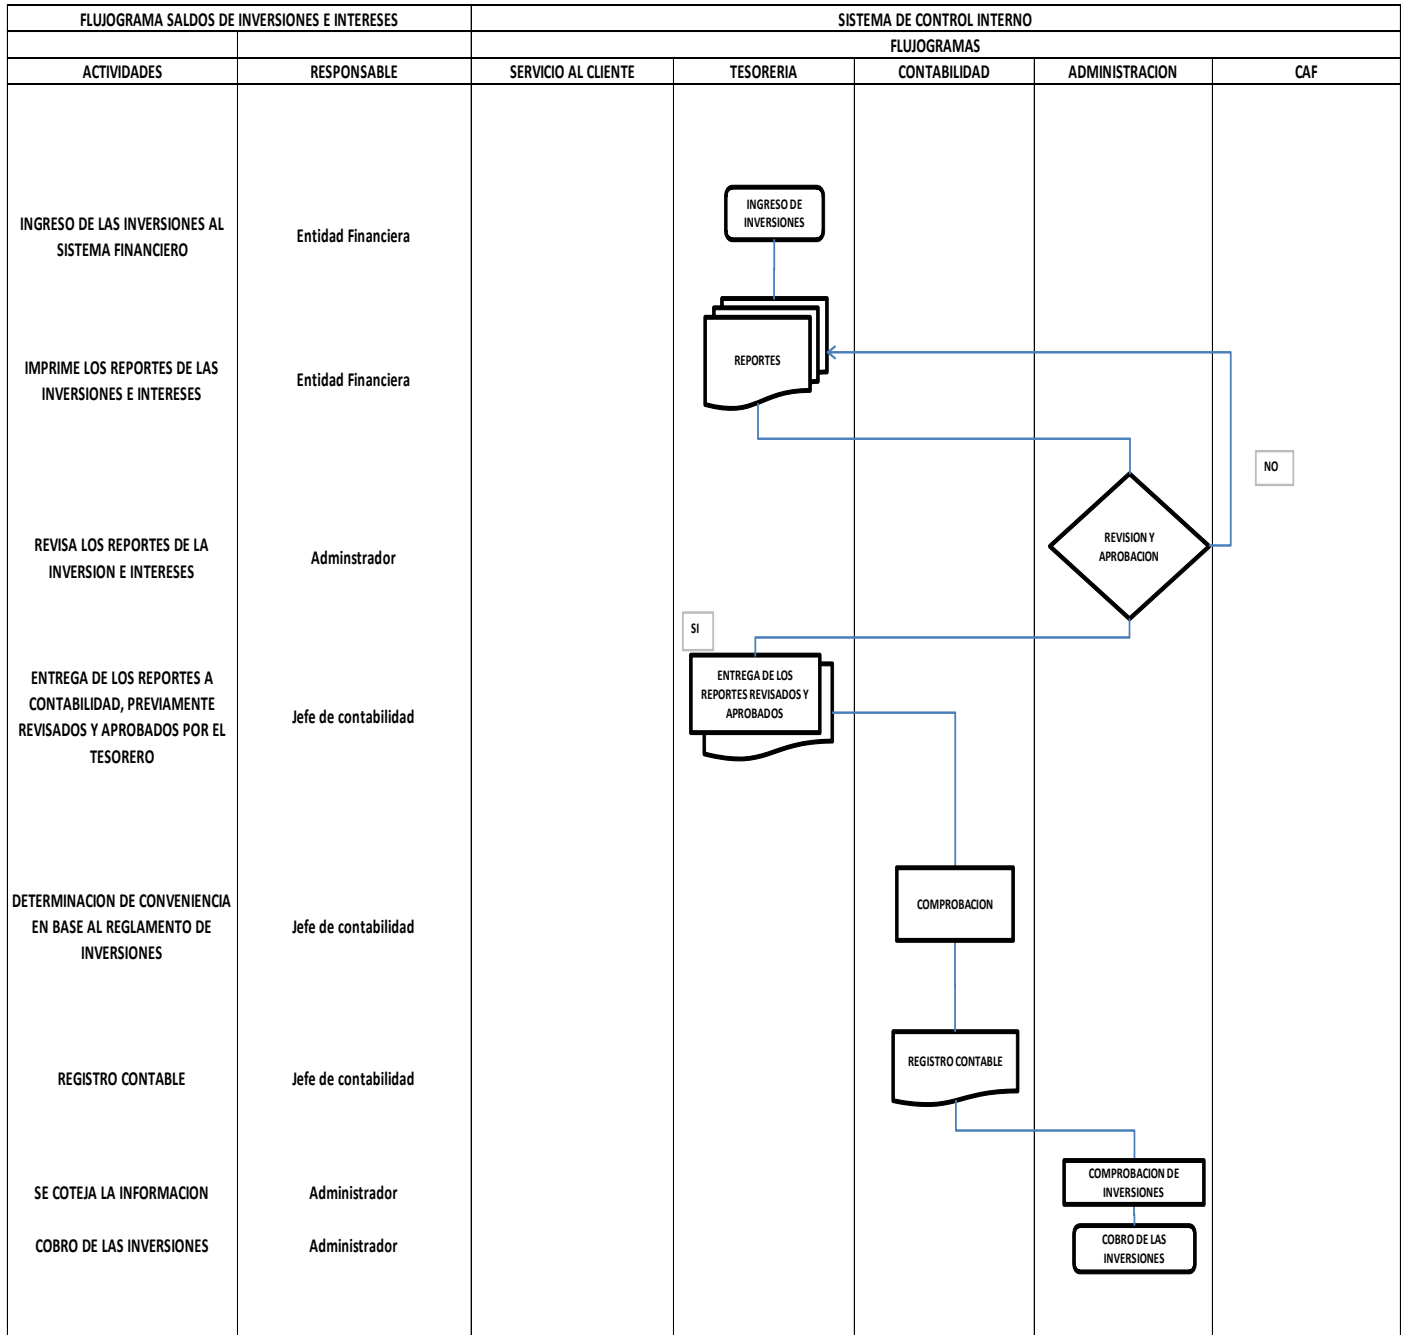 FLUJOGRAMA SALDOS DE INVERSIONES E INTERESES
SISTEMA DE CONTROL INTERNO
FLUJOGRAMAS
ACTIVIDADES
RESPONSABLE
SERVICIO AL CLIENTE
TESORERIA
CONTABILIDAD
ADMINISTRACION
CAF
INGRESO DE LAS INVERSIONES AL
SISTEMA FINANCIERO
Entidad Financiera
INGRESO DE
INVERSIONES
IMPRIME LOS REPORTES DE LAS
INVERSIONES E INTERESES
Entidad Financiera
REPORTES
NO
REVISA LOS REPORTES DE LA
INVERSION E INTERESES
Adminstrador
REVISION Y
APROBACION
SI
ENTREGA DE LOS REPORTES A
CONTABILIDAD, PREVIAMENTE
REVISADOS Y APROBADOS POR EL
TESORERO
Jefe de contabilidad
ENTREGA DE LOS
REPORTES REVISADOS Y
APROBADOS
DETERMINACION DE CONVENIENCIA
EN BASE AL REGLAMENTO DE
INVERSIONES
Jefe de contabilidad
COMPROBACION
REGISTRO CONTABLE
Jefe de contabilidad
REGISTRO CONTABLE
SE COTEJA LA INFORMACION
Administrador
COMPROBACION DE
INVERSIONES
COBRO DE LAS INVERSIONES
Administrador
COBRO DE LAS
INVERSIONES